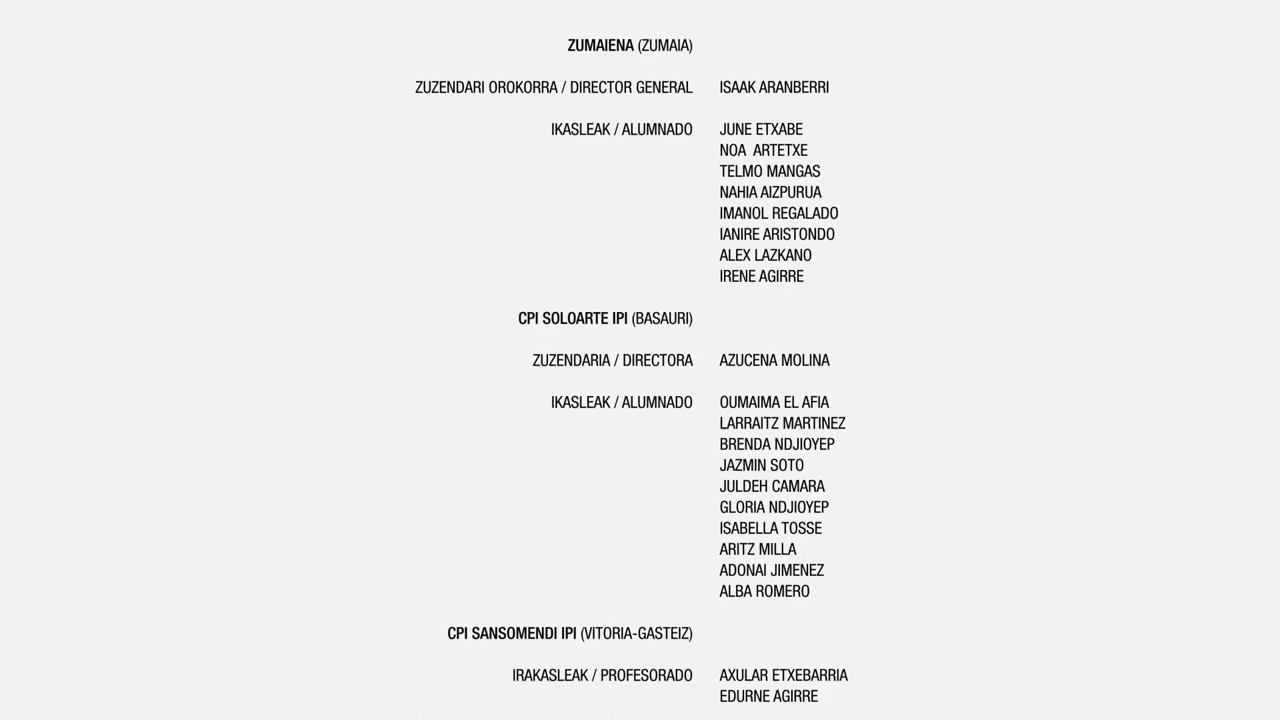 ZUMAIENA (ZUMAIA)
ZUZENDARI OROKORRA / DIRECTOR GENERAL ISAAK ARANBERRI
IKASLEAK / ALUMNADO JUNE ETXABE
NOA ARTETXE
TELMO MANGAS
NAHIA AIZPURUA
IMANOL REGALADO
IANIRE ARISTONDO
ALEX LAZKANO
IRENE AGIRRE
CPI SOLOARTE IPI (BASAURI)
ZUZENDARIA / DIRECTORA AZUCENA MOLINA
IKASLEAK / ALUMNADO OUMAIMA EL AFIA
LARRAITZ MARTINEZ
BRENDA NDJIOYEP
JAZMIN SOTO
JULDEH CAMARA
GLORIA NDJIOYEP
ISABELLA TOSSE
ARITZ MILLA
ADONAI JIMENEZ
ALBA ROMERO
CPI SANSOMENDI IPI (VITORIA-GASTEIZ)
IRAKASLEAK / PROFESORADO AXULAR ETXEBARRIA
EDURNE AGIRRE